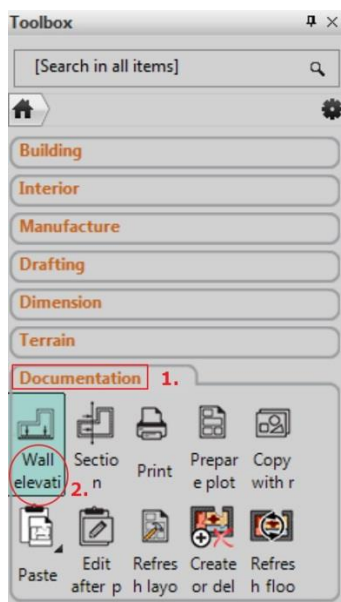 Toolbox
[Search in all items]
Building
Interior
Manufacture
Drafting
Dimension
Terrain
Documentation 1.
Wall Sectio Print Prepar Copy
elevati n e plot with r
2.
Paste Edit Refres Create Refres
after p h layo or del h floo